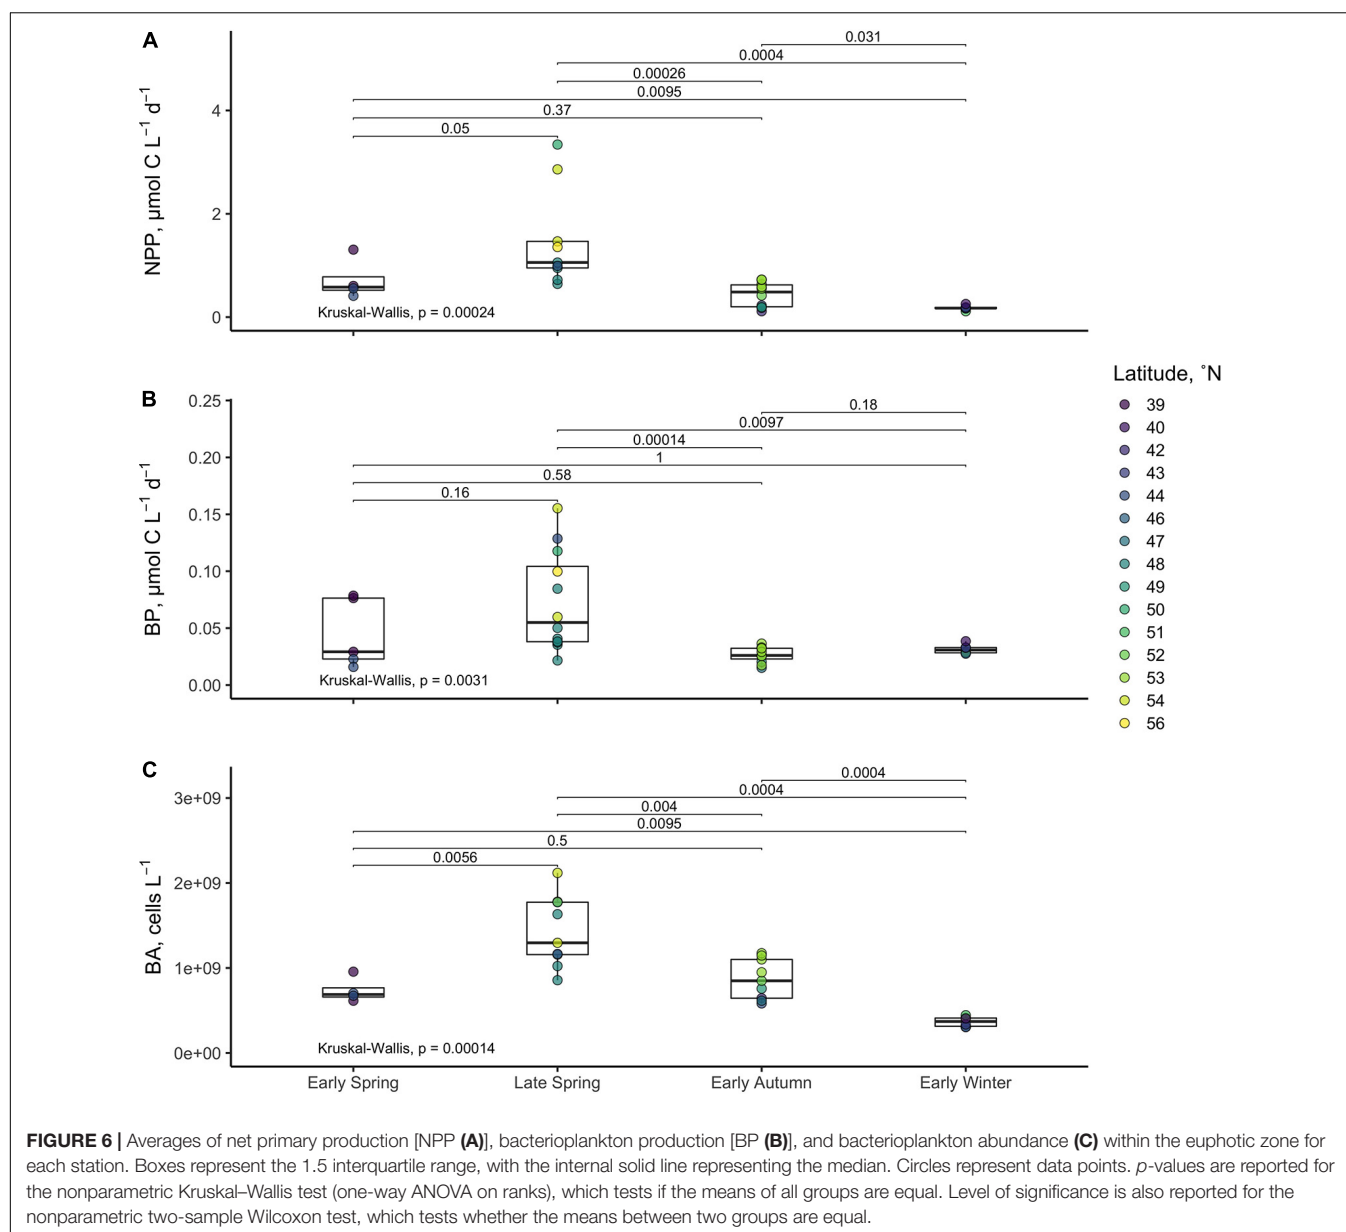 A
NPP, µmol C L⁻¹ d⁻¹
4
2
0
0.031
0.0004
0.00026
0.0095
0.37
0.05
Kruskal-Wallis, p = 0.00024
B
BP, µmol C L⁻¹ d⁻¹
0.25
0.20
0.15
0.10
0.05
0.00
0.18
0.0097
0.00014
1
0.58
0.16
Kruskal-Wallis, p = 0.0031
Latitude, ˚N
39
40
42
43
44
46
47
48
49
50
51
52
53
54
56
C
BA, cells L⁻¹
3e+09
2e+09
1e+09
0e+00
0.0004
0.0004
0.004
0.0095
0.5
0.0056
Kruskal-Wallis, p = 0.00014
Early Spring Late Spring Early Autumn Early Winter
FIGURE 6 | Averages of net primary production [NPP (A)], bacterioplankton production [BP (B)], and bacterioplankton abundance (C) within the euphotic zone for
each station. Boxes represent the 1.5 interquartile range, with the internal solid line representing the median. Circles represent data points. p-values are reported for
the nonparametric Kruskal–Wallis test (one-way ANOVA on ranks), which tests if the means of all groups are equal. Level of significance is also reported for the
nonparametric two-sample Wilcoxon test, which tests whether the means between two groups are equal.